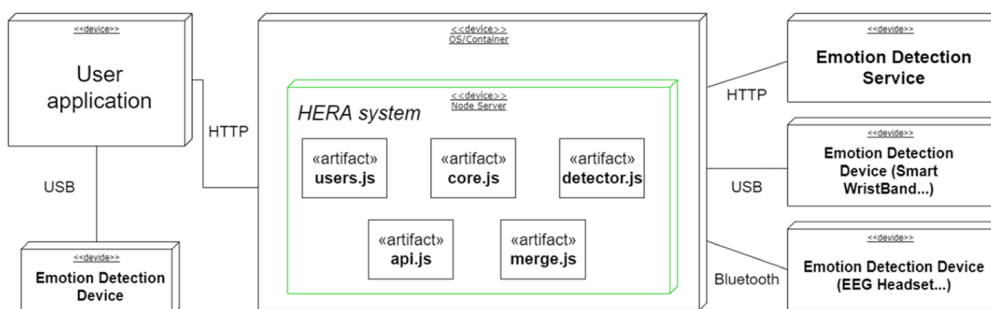 <<device>>
User
application
USB
<<devide>>
Emotion Detection
Device
HTTP
<<device>>
OS/Container
<<device>>
Node Server
HERA system
«artifact»
users.js
«artifact»
core.js
«artifact»
detector.js
«artifact»
api.js
«artifact»
merge.js
HTTP
<<devide>>
Emotion Detection
Service
USB
<<devide>>
Emotion Detection
Device (Smart
WristBand...)
Bluetooth
<<devide>>
Emotion Detection Device
(EEG Headset...)